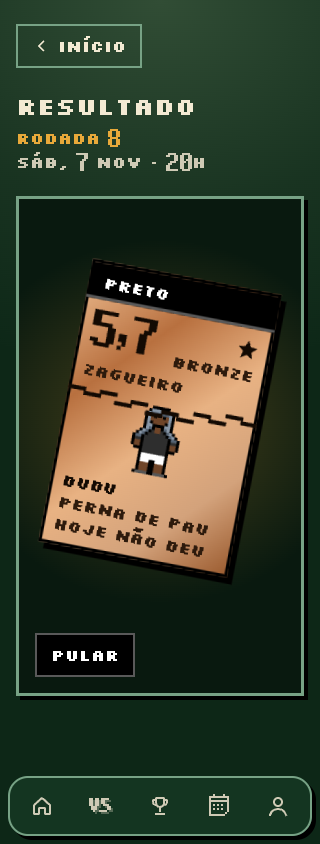 INÍCIO
RESULTADO
RODADA 8
SÁB, 7 NOV · 20H
PRETO
5,7
BRONZE
ZAGUEIRO
DUDU
PERNA DE PAU
HOJE NÃO DEU
PULAR
VS